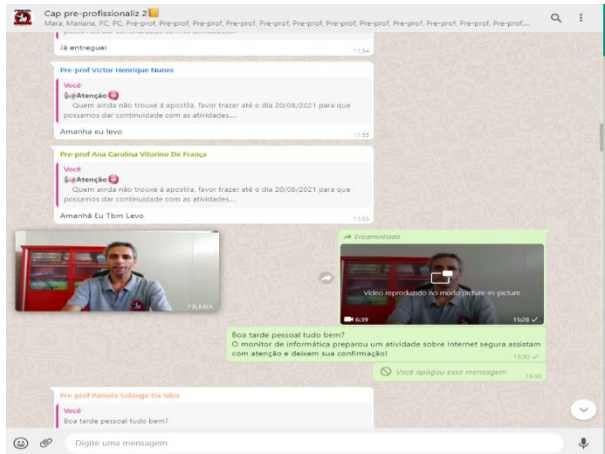 Cap pre-profissionaliz 2
Mara, Mariana, PC, PC, Pre-prof, Pre-prof, Pre-prof, Pre-prof, Pre-prof, Pre-prof, Pre-prof, Pre-prof, Pre-prof, Pre-prof, Pre-prof, Pre-prof,...
Já entreguei
11:54
Pre-prof Victor Henrique Nunes
Você
Atenção
Quem ainda não trouxe à apostila, favor trazer até o dia 20/08/2021 para que
possamos dar continuidade com as atividades....
Amanha eu levo
11:55
Pre-prof Ana Carolina Vitorino De França
Você
Atenção
Quem ainda não trouxe à apostila, favor trazer até o dia 20/08/2021 para que
possamos dar continuidade com as atividades....
Amanhã Eu Tbm Levo
11:55
Encaminhada
Vídeo reproduzindo no modo picture-in-picture
6:39
15:28
FILMIX
Boa tarde pessoal tudo bem?
O monitor de informática preparou um atividade sobre Internet segura assistam
com atenção e deixem sua confirmação!
15:30
Você apagou essa mensagem
15:30
Pre-prof Pamela Solange Da Silva
Você
Boa tarde pessoal tudo bem?
Digite uma mensagem